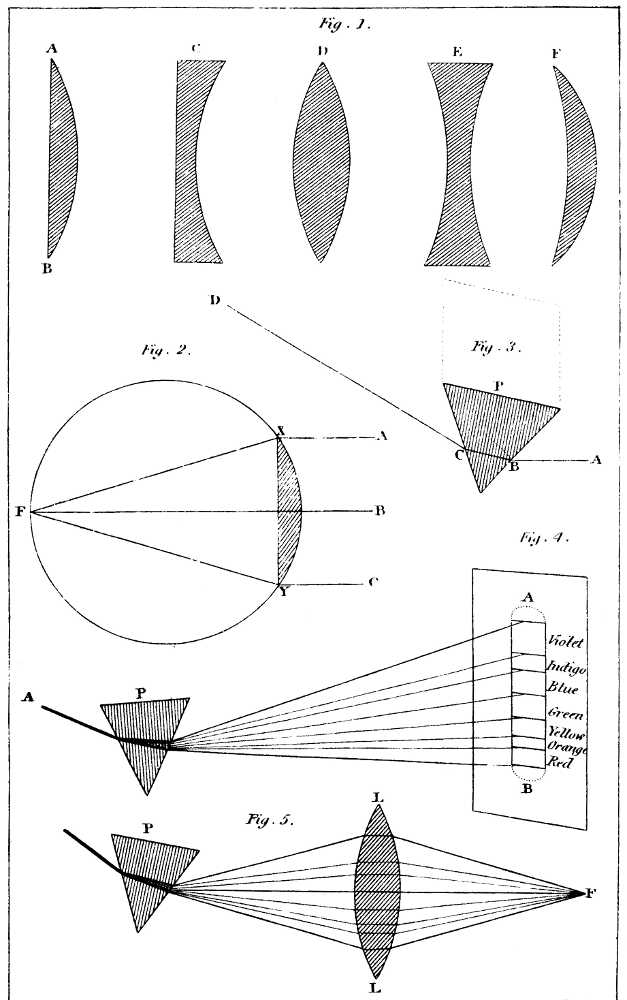 Fig. 1.
A C D E F
B
D
Fig. 2.
Fig. 3.
P
X A
C B A
F B
Y C
Fig. 4.
A
Violet
Indigo
Blue
Green
Yellow
Orange
Red
B
A P
Fig. 5.
L
P
F
L